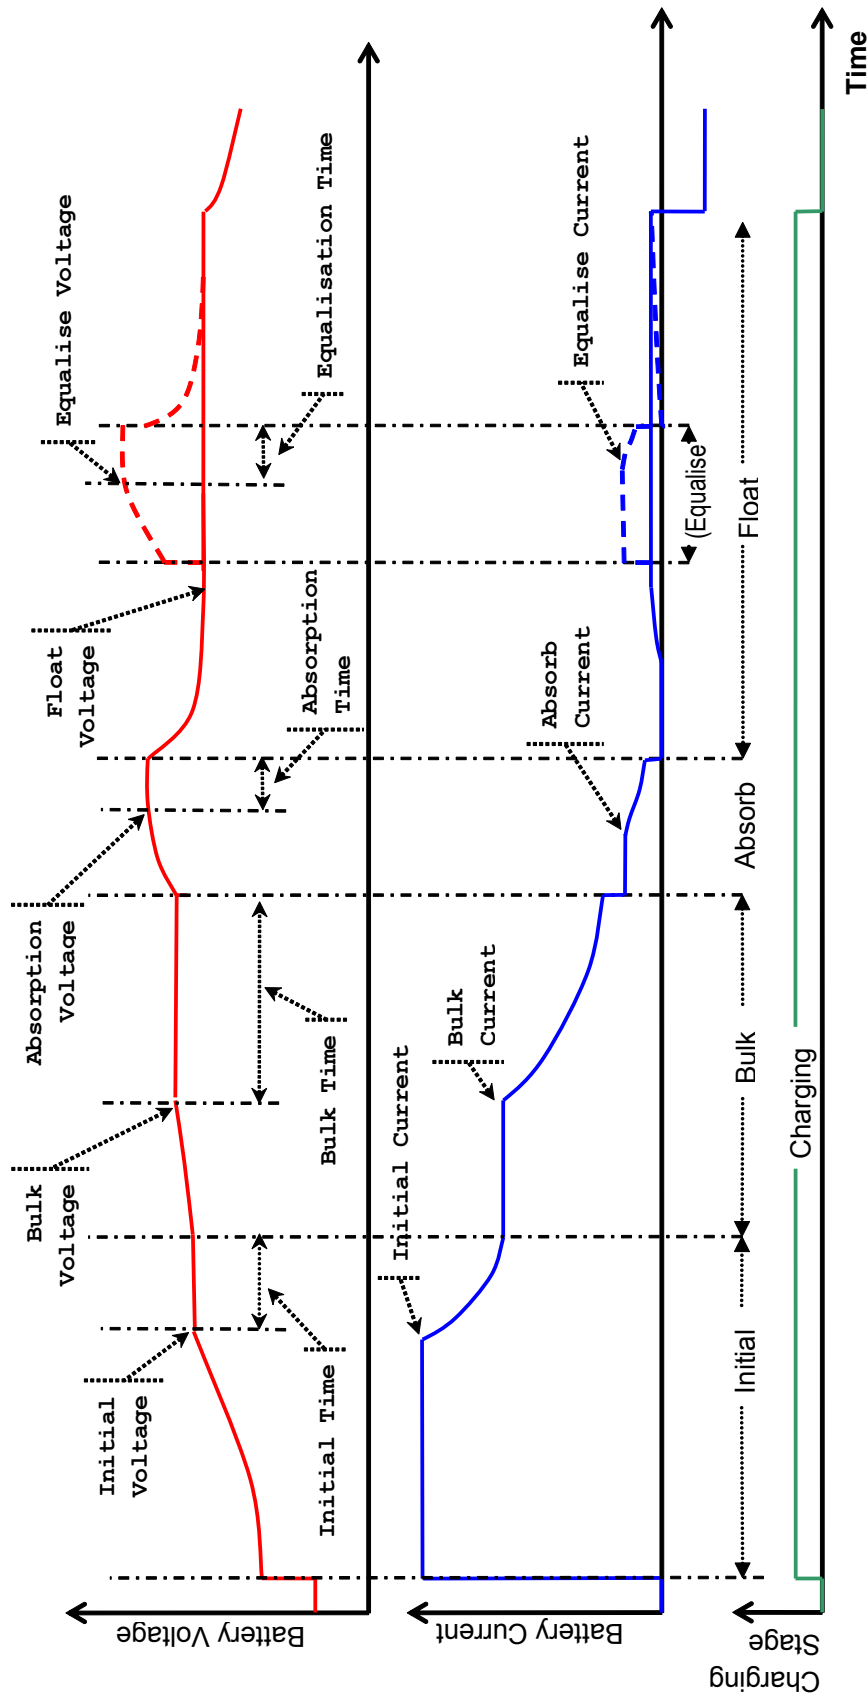 Battery Voltage
Initial
Voltage
Bulk
Voltage
Absorption
Voltage
Float
Voltage
Equalise Voltage
Initial Time
Bulk Time
Absorption
Time
Equalisation Time
Battery Current
Initial Current
Bulk
Current
Absorb
Current
Equalise Current
(Equalise
Initial
Bulk
Absorb
Float
Charging
Stage
Charging
Time